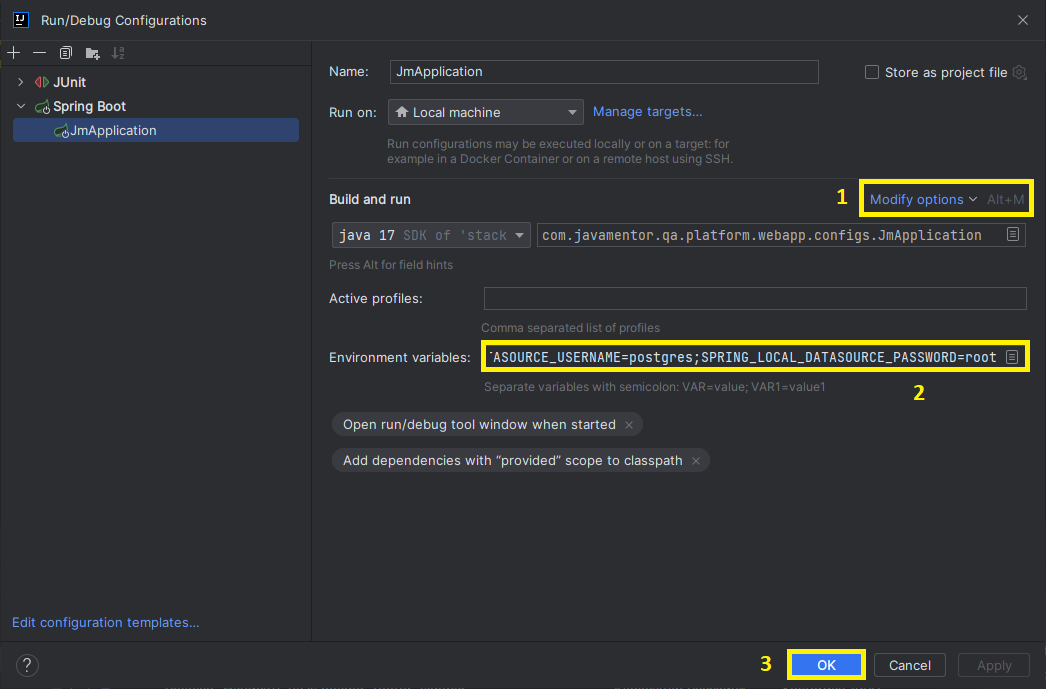 Run/Debug Configurations
JUnit
Spring Boot
JmApplication
Edit configuration templates...
Name: JmApplication Store as project file
Run on: Local machine Manage targets...
Run configurations may be executed locally or on a target: for
example in a Docker Container or on a remote host using SSH.
Build and run 1 Modify options Alt+M
java 17 SDK of 'stack com.javamentor.qa.platform.webapp.configs.JmApplication
Press Alt for field hints
Active profiles:
Comma separated list of profiles
Environment variables: ASOURCE_USERNAME=postgres;SPRING_LOCAL_DATASOURCE_PASSWORD=root
Separate variables with semicolon: VAR=value; VAR1=value1
2
Open run/debug tool window when started ×
Add dependencies with “provided” scope to classpath ×
? 3 OK Cancel Apply